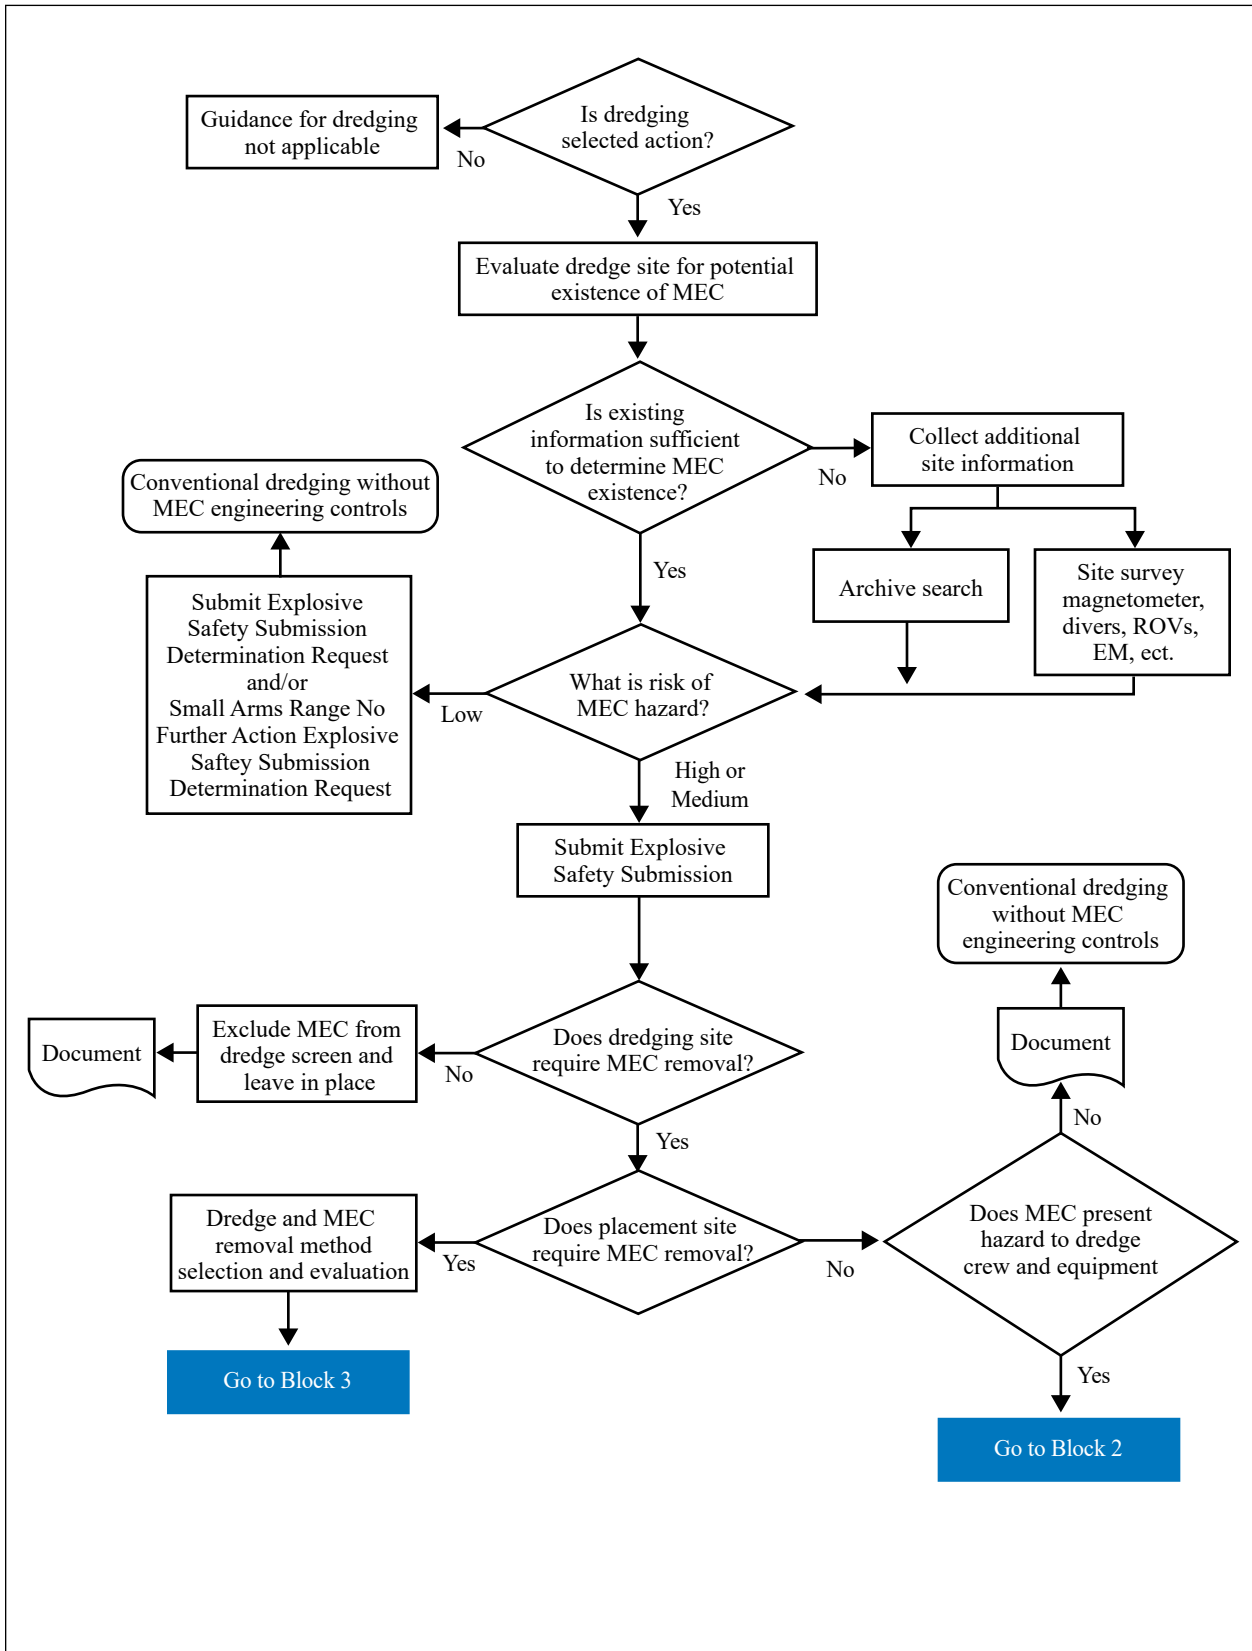 Is dredging
selected action?
Guidance for dredging
not applicable
No
Yes
Evaluate dredge site for potential
existence of MEC
Is existing
information sufficient
to determine MEC
existence?
No
Collect additional
site information
Yes
Archive search
Site survey
magnetometer,
divers, ROVs,
EM, ect.
Conventional dredging without
MEC engineering controls
Submit Explosive
Safety Submission
Determination Request
and/or
Small Arms Range No
Further Action Explosive
Saftey Submission
Determination Request
Low
What is risk of
MEC hazard?
High or
Medium
Submit Explosive
Safety Submission
Does dredging site
require MEC removal?
No
Exclude MEC from
dredge screen and
leave in place
Document
Yes
Does placement site
require MEC removal?
Yes
Dredge and MEC
removal method
selection and evaluation
Go to Block 3
No
Does MEC present
hazard to dredge
crew and equipment
No
Document
Conventional dredging
without MEC
engineering controls
Yes
Go to Block 2